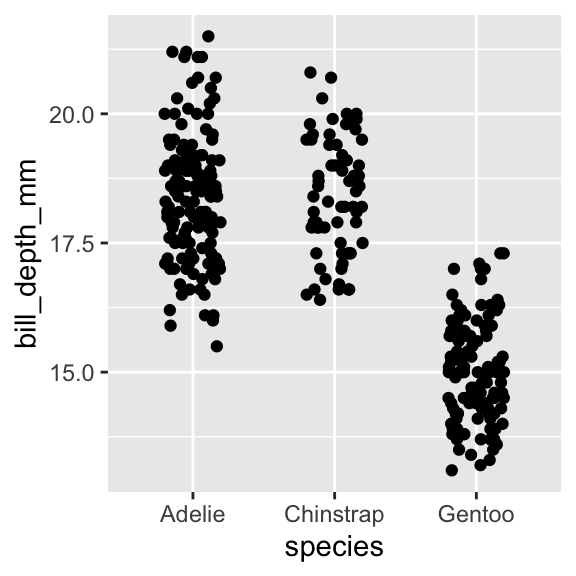 20.0
17.5
15.0
bill_depth_mm
Adelie
Chinstrap
Gentoo
species